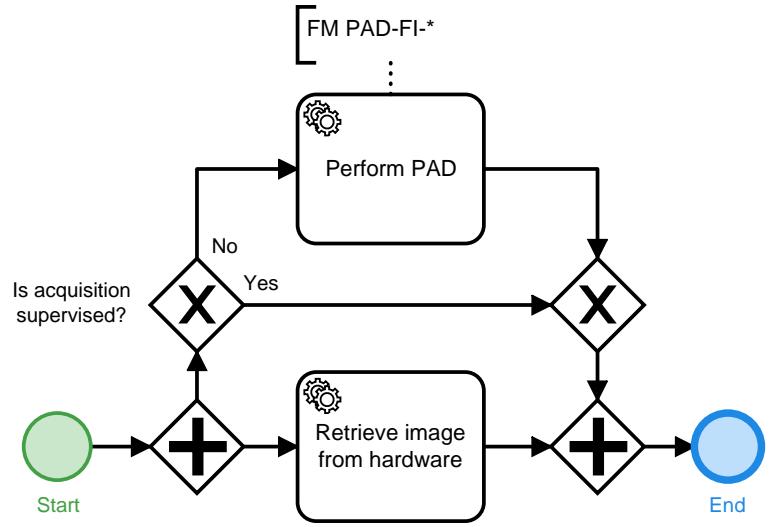 FM PAD-FI-*
Perform PAD
No
Yes
Is acquisition
supervised?
Retrieve image
from hardware
Start
End